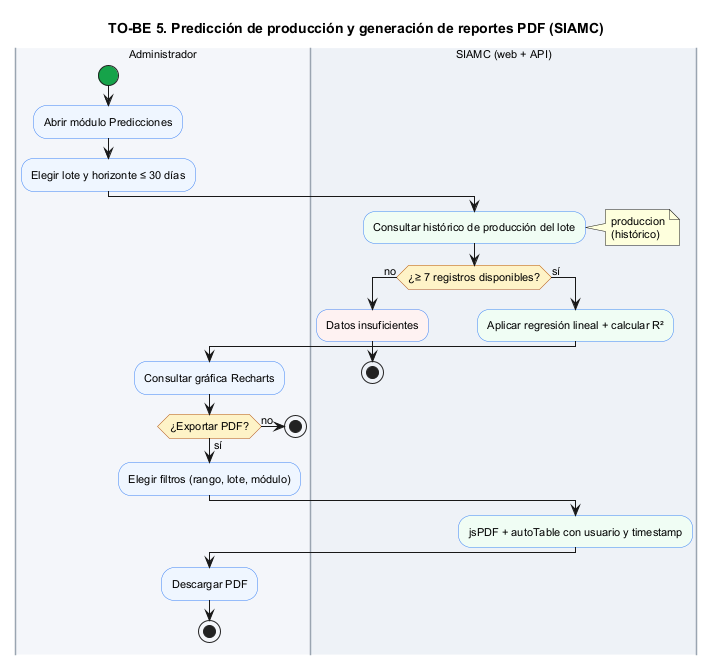 TO-BE 5. Predicción de producción y generación de reportes PDF (SIAMC)
Administrador
SIAMC (web + API)
Abrir módulo Predicciones
Elegir lote y horizonte ≤ 30 días
Consultar histórico de producción del lote
produccion
(histórico)
¿≥ 7 registros disponibles?
no
sí
Datos insuficientes
Aplicar regresión lineal + calcular R²
Consultar gráfica Recharts
¿Exportar PDF?
no
sí
Elegir filtros (rango, lote, módulo)
jsPDF + autoTable con usuario y timestamp
Descargar PDF